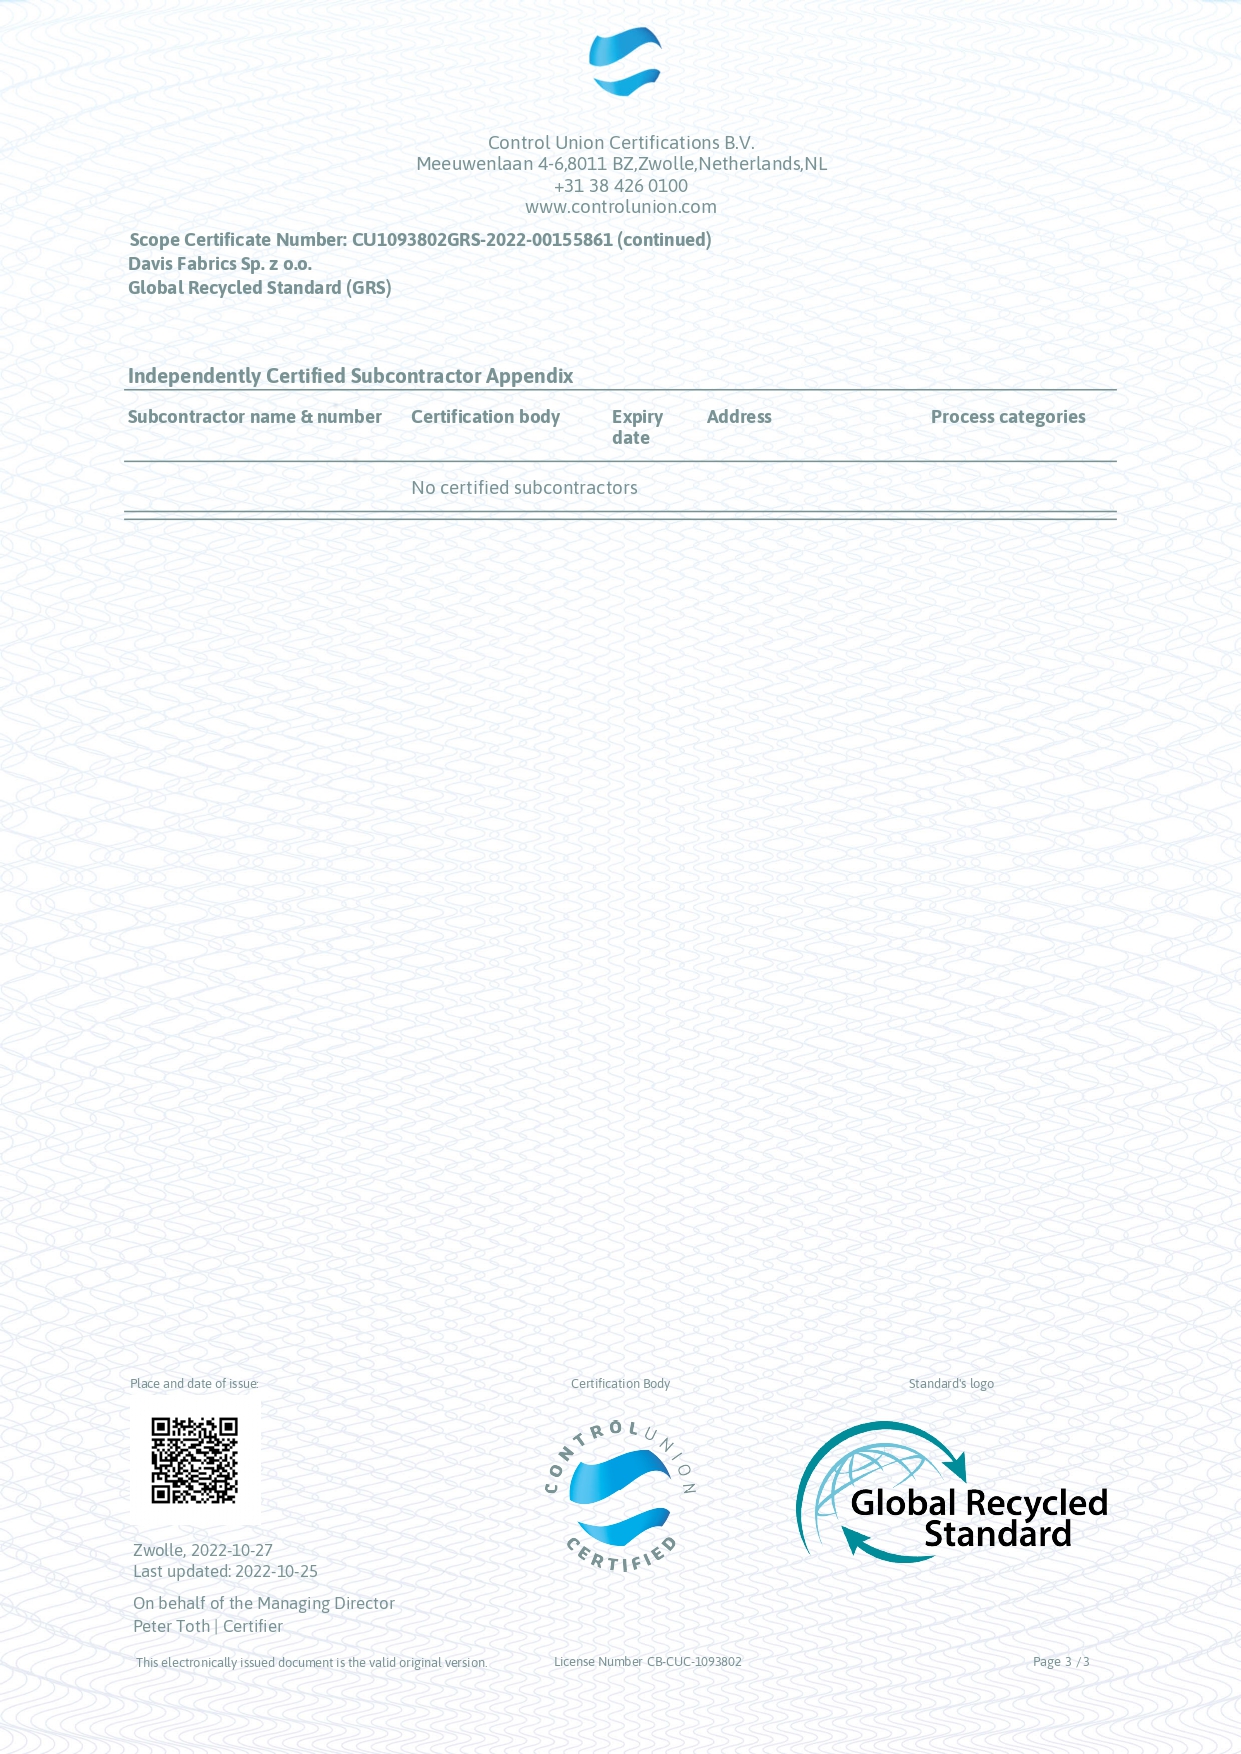 Control Union Certifications B.V.
Meeuwenlaan 4-6,8011 BZ,Zwolle,Netherlands,NL
+31 38 426 0100
www.controlunion.com
Scope Certificate Number: CU1093802GRS-2022-00155861 (continued)
Davis Fabrics Sp. z o.o.
Global Recycled Standard (GRS)
Independently Certified Subcontractor Appendix
Subcontractor name & number Certification body Expiry date Address Process categories
No certified subcontractors
Place and date of issue:
Certification Body
Standard's logo
CONTROLUNION
CERTIFIED
Global Recycled
Standard
Zwolle, 2022-10-27
Last updated: 2022-10-25
On behalf of the Managing Director
Peter Toth | Certifier
This electronically issued document is the valid original version.
License Number CB-CUC-1093802
Page 3 / 3